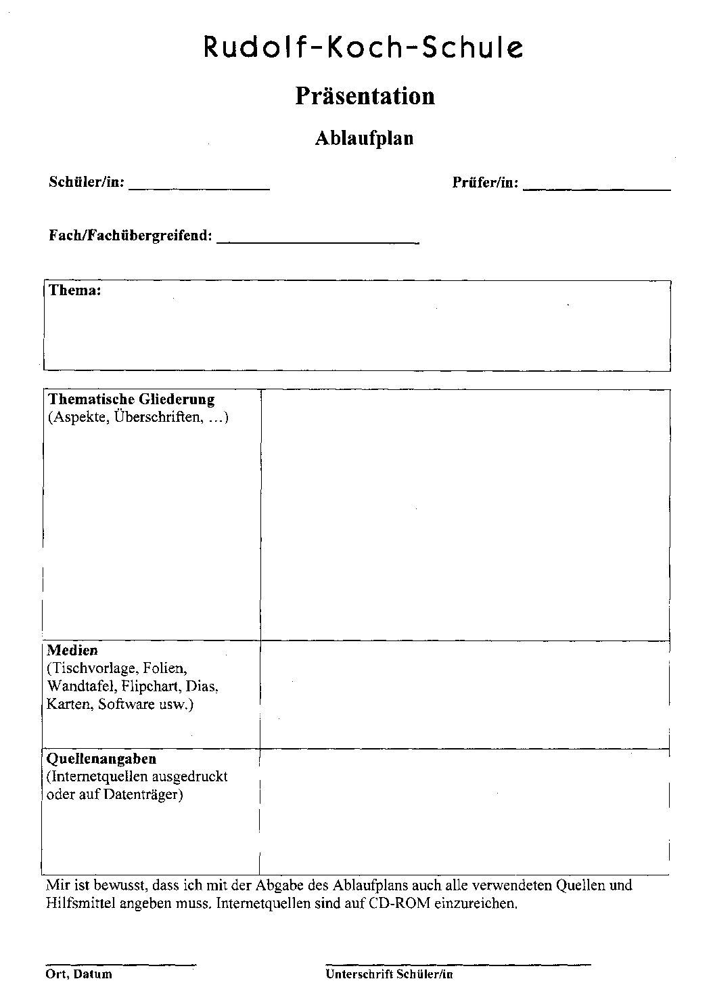 Rudolf-Koch-Schule
Präsentation
Ablaufplan
Schüler/in: Prüfer/in:
Fach/Fachübergreifend:
Thema:
Thematische Gliederung
(Aspekte, Überschriften, …)
Medien
(Tischvorlage, Folien,
Wandtafel, Flipchart, Dias,
Karten, Software usw.)
Quellenangaben
(Internetquellen ausgedruckt
oder auf Datenträger)
Mir ist bewusst, dass ich mit der Abgabe des Ablaufplans auch alle verwendeten Quellen und
Hilfsmittel angeben muss. Internetquellen sind auf CD-ROM einzureichen.
Ort, Datum Unterschrift Schüler/in